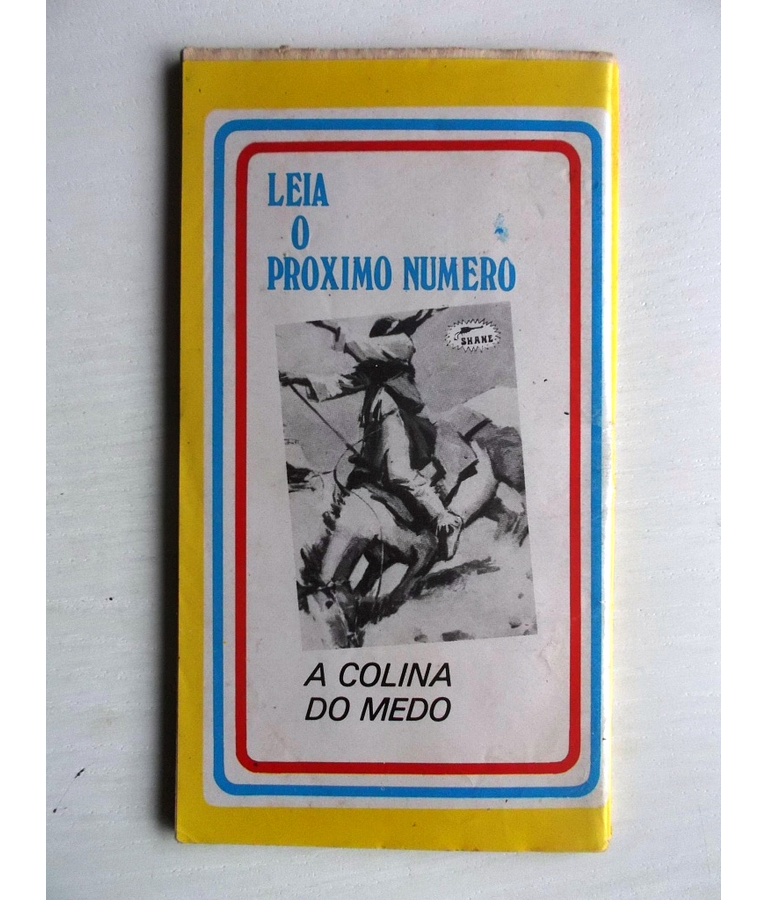 LEIA
O
PROXIMO NUMERO
SHANE
A COLINA
DO MEDO